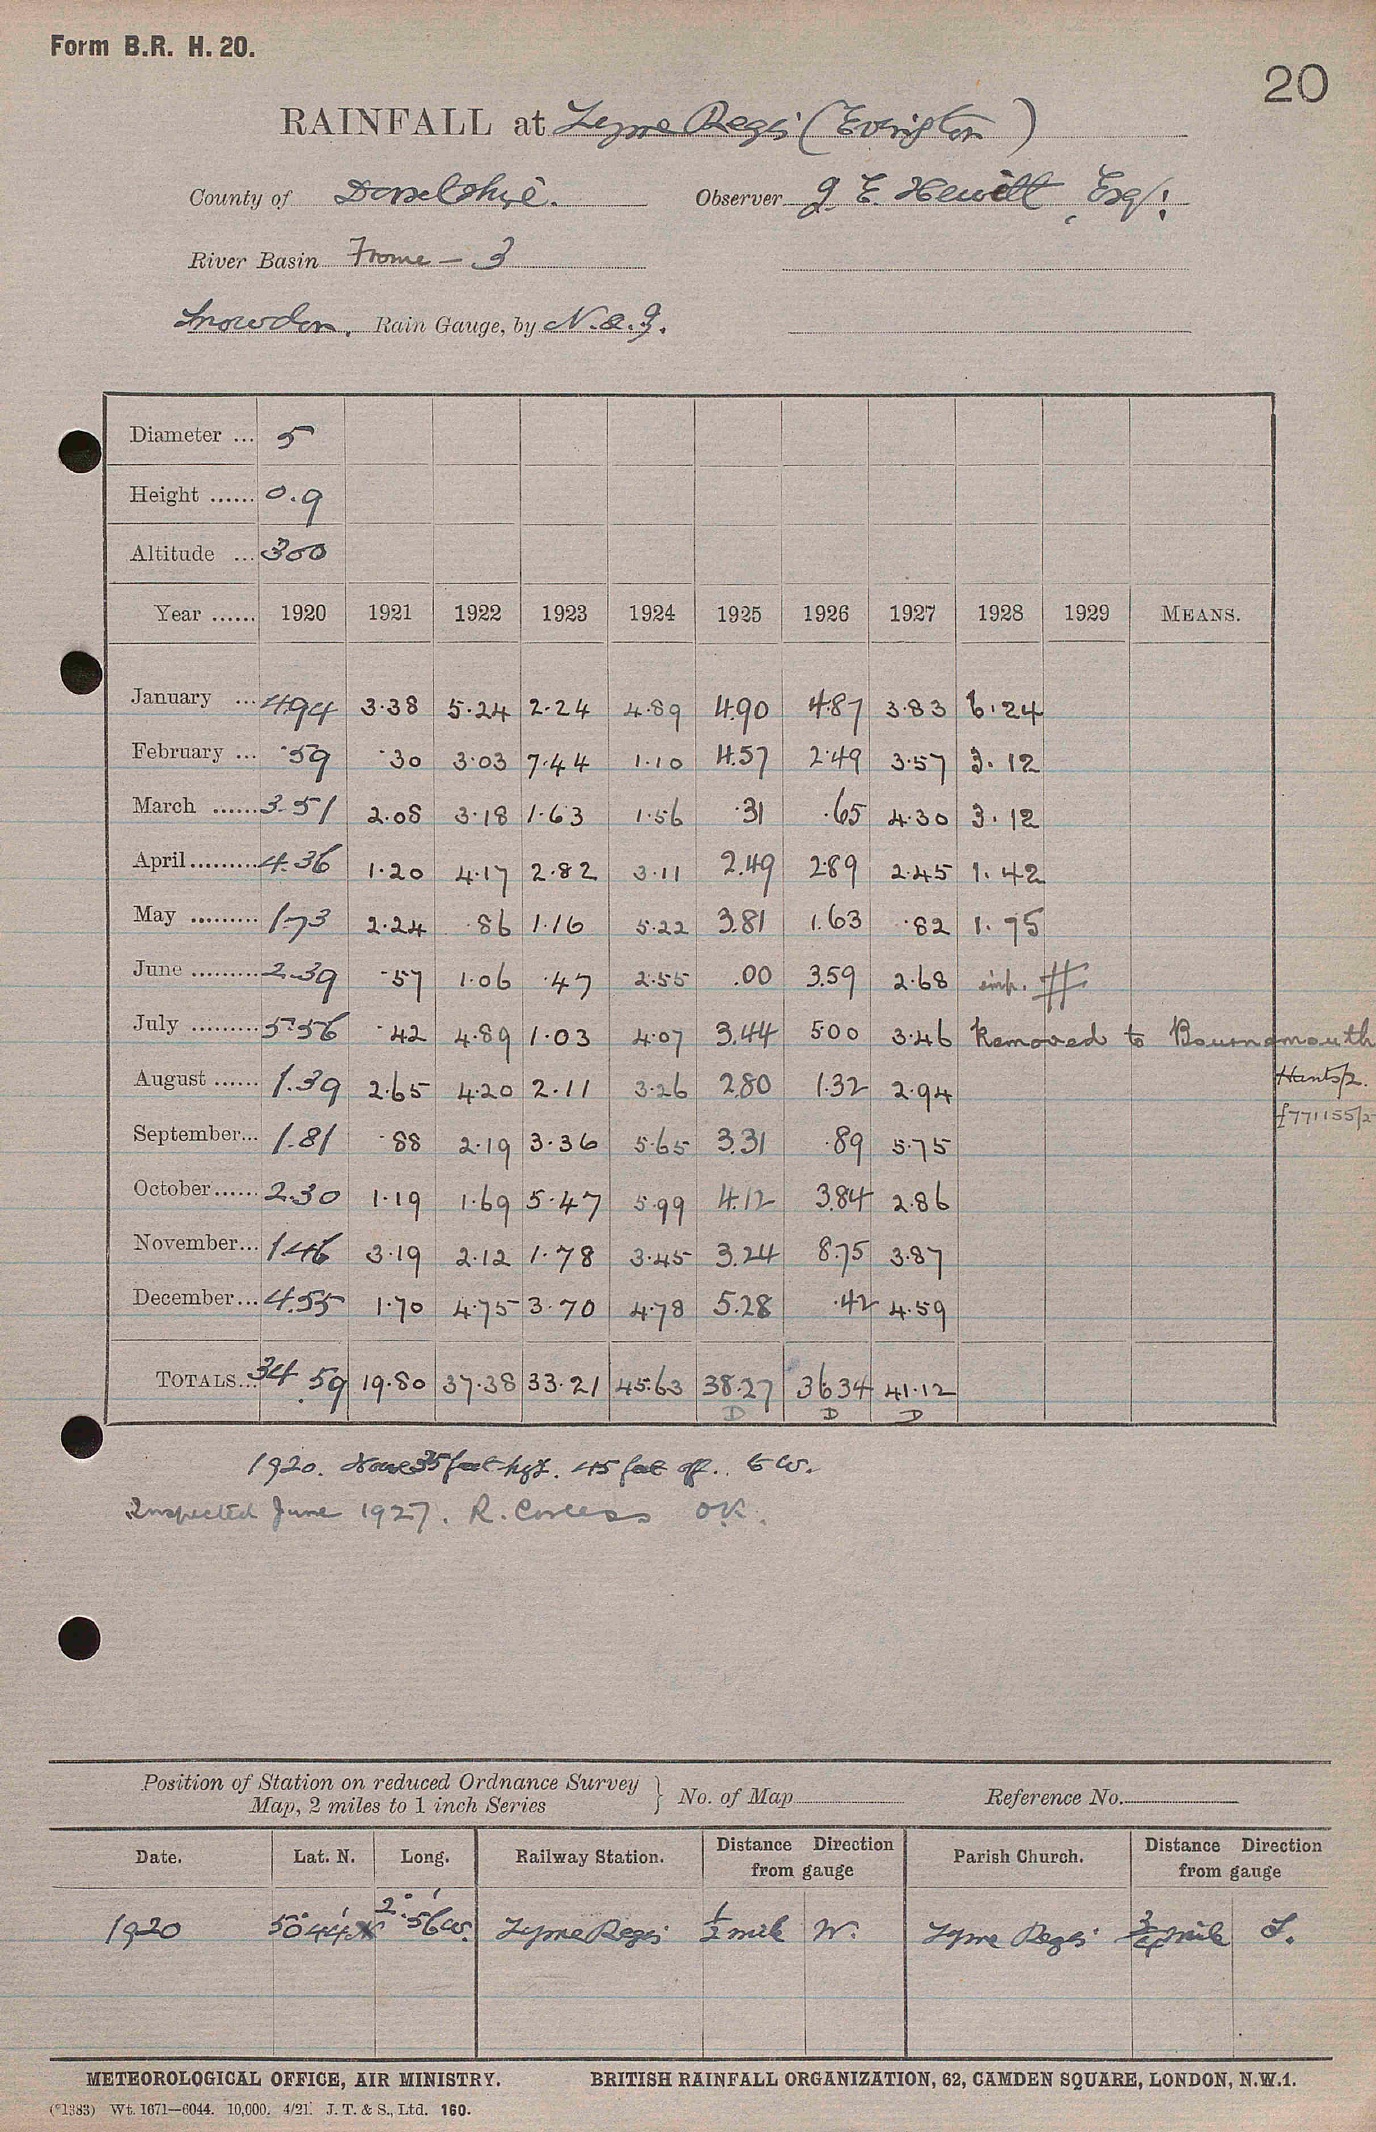 Form B.R. H. 20.
20
RAINFALL at Lyme Regis (Evington)
County of Dorsetshire. Observer J. E. Hewitt, Esq:
River Basin Frome - 3
Snowdon. Rain Gauge, by N. & Z.
Diameter ... 5
Height ...... 0.9
Altitude ... 300
Year ...... 1920 1921 1922 1923 1924 1925 1926 1927 1928 1929 MEANS.
January ... 4.94 3.38 5.24 2.24 4.89 4.90 4.87 3.83 6.24
February ... .59 .30 3.03 7.44 1.10 4.57 2.49 3.57 3.12
March ...... 3.51 2.08 3.18 1.63 1.56 .31 .65 4.30 3.12
April......... 4.36 1.20 4.17 2.82 3.11 2.49 2.89 2.45 1.42
May ......... 1.73 2.24 .86 1.16 5.22 3.81 1.63 .82 1.75
June ......... 2.39 .57 1.06 .47 2.55 .00 3.59 2.68 imp. #
July ......... 5.56 .42 4.89 1.03 4.07 3.44 5.00 3.46 Removed to Bournemouth
August ...... 1.39 2.65 4.20 2.11 3.26 2.80 1.32 2.94 Hants/2.
f771155/2
September... 1.81 .88 2.19 3.36 5.65 3.31 .89 5.75
October...... 2.30 1.19 1.69 5.47 5.99 4.12 3.84 2.86
November... 1.46 3.19 2.12 1.78 3.45 3.24 8.75 3.87
December... 4.55 1.70 4.75 3.70 4.78 5.28 .42 4.59
TOTALS... 34.59 19.80 37.38 33.21 45.63 38.27 36.34 41.12
D D D
1920. House 35 feet high. 45 feet off. to W.
Inspected June 1927. R. Corless OK.
Position of Station on reduced Ordnance Survey
Map, 2 miles to 1 inch Series } No. of Map Reference No.
Date. Lat. N. Long. Railway Station. Distance Direction from gauge Parish Church. Distance Direction from gauge
1920 50° 44' N 2° 56' W. Lyme Regis ½ mile W. Lyme Regis ¾ mile S.
METEOROLOGICAL OFFICE, AIR MINISTRY. BRITISH RAINFALL ORGANIZATION, 62, CAMDEN SQUARE, LONDON, N.W.1.
(*1383) Wt. 1671—6044. 10,000. 4/21. J. T. & S., Ltd. 160.